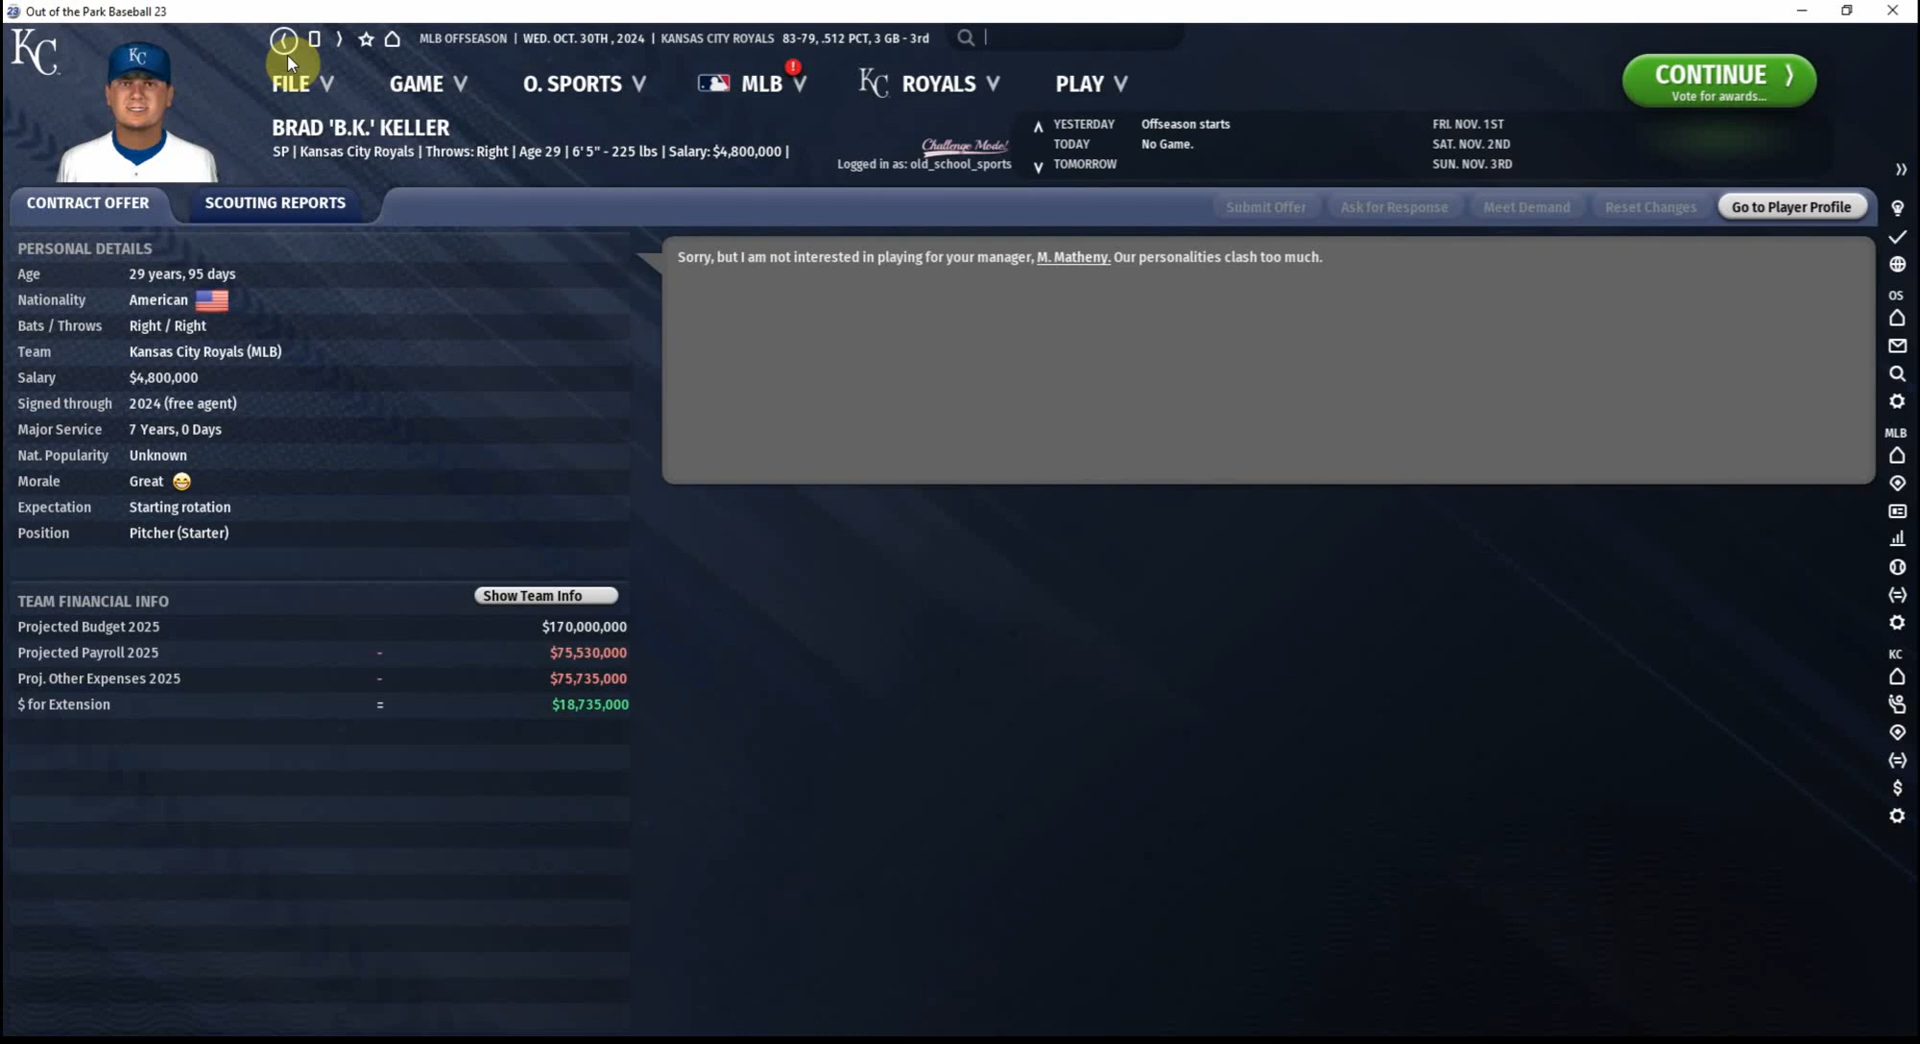 23 Out of the Park Baseball 23
KC
MLB OFFSEASON | WED. OCT. 30TH , 2024 | KANSAS CITY ROYALS 83-79, .512 PCT, 3 GB - 3rd
FILE
GAME
O. SPORTS
MLB !
KC ROYALS
PLAY
CONTINUE
Vote for awards...
BRAD 'B.K.' KELLER
SP | Kansas City Royals | Throws: Right | Age 29 | 6' 5" - 225 lbs | Salary: $4,800,000 |
Challenge Mode!
Logged in as: old_school_sports
YESTERDAY Offseason starts FRI. NOV. 1ST
TODAY No Game. SAT. NOV. 2ND
TOMORROW SUN. NOV. 3RD
CONTRACT OFFER
SCOUTING REPORTS
Submit Offer
Ask for Response
Meet Demand
Reset Changes
Go to Player Profile
PERSONAL DETAILS
Age 29 years, 95 days
Nationality American
Bats / Throws Right / Right
Team Kansas City Royals (MLB)
Salary $4,800,000
Signed through 2024 (free agent)
Major Service 7 Years, 0 Days
Nat. Popularity Unknown
Morale Great
Expectation Starting rotation
Position Pitcher (Starter)
Sorry, but I am not interested in playing for your manager, M. Matheny. Our personalities clash too much.
TEAM FINANCIAL INFO Show Team Info
Projected Budget 2025 $170,000,000
Projected Payroll 2025 - $75,530,000
Proj. Other Expenses 2025 - $75,735,000
$ for Extension = $18,735,000
OS
MLB
KC
$